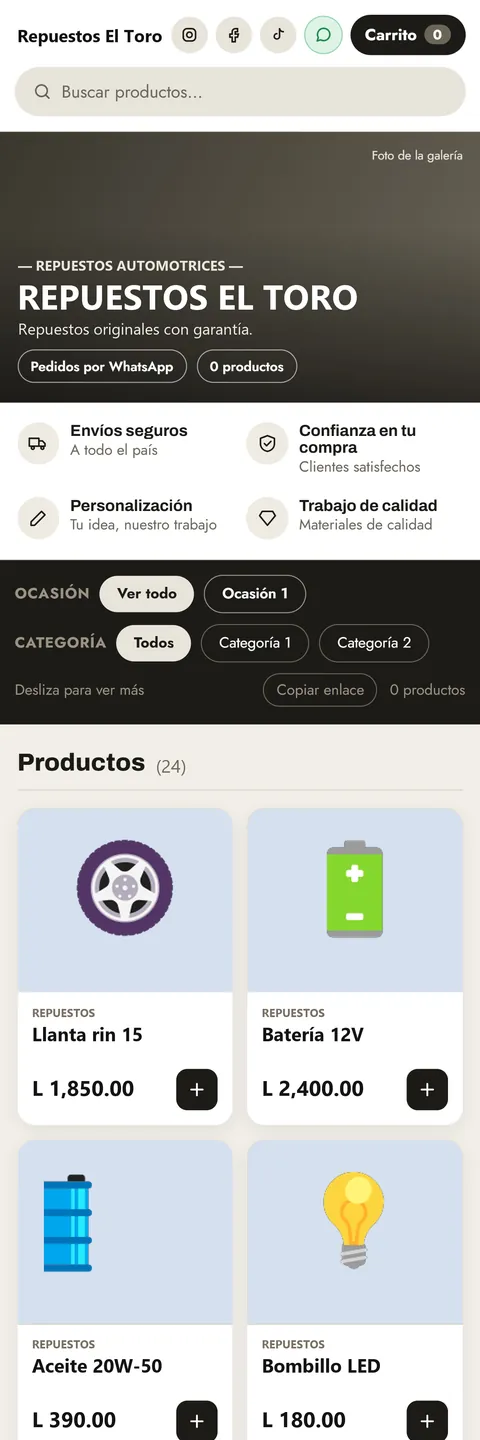 Repuestos El Toro
Carrito 0
Buscar productos...
Foto de la galería
— REPUESTOS AUTOMOTRICES —
REPUESTOS EL TORO
Repuestos originales con garantía.
Pedidos por WhatsApp
0 productos
Envíos seguros
A todo el país
Confianza en tu
compra
Clientes satisfechos
Personalización
Tu idea, nuestro trabajo
Trabajo de calidad
Materiales de calidad
OCASIÓN Ver todo Ocasión 1
CATEGORÍA Todos Categoría 1 Categoría 2
Desliza para ver más Copiar enlace 0 productos
Productos (24)
REPUESTOS
Llanta rin 15
L 1,850.00 +
REPUESTOS
Batería 12V
L 2,400.00 +
REPUESTOS
Aceite 20W-50
L 390.00 +
REPUESTOS
Bombillo LED
L 180.00 +